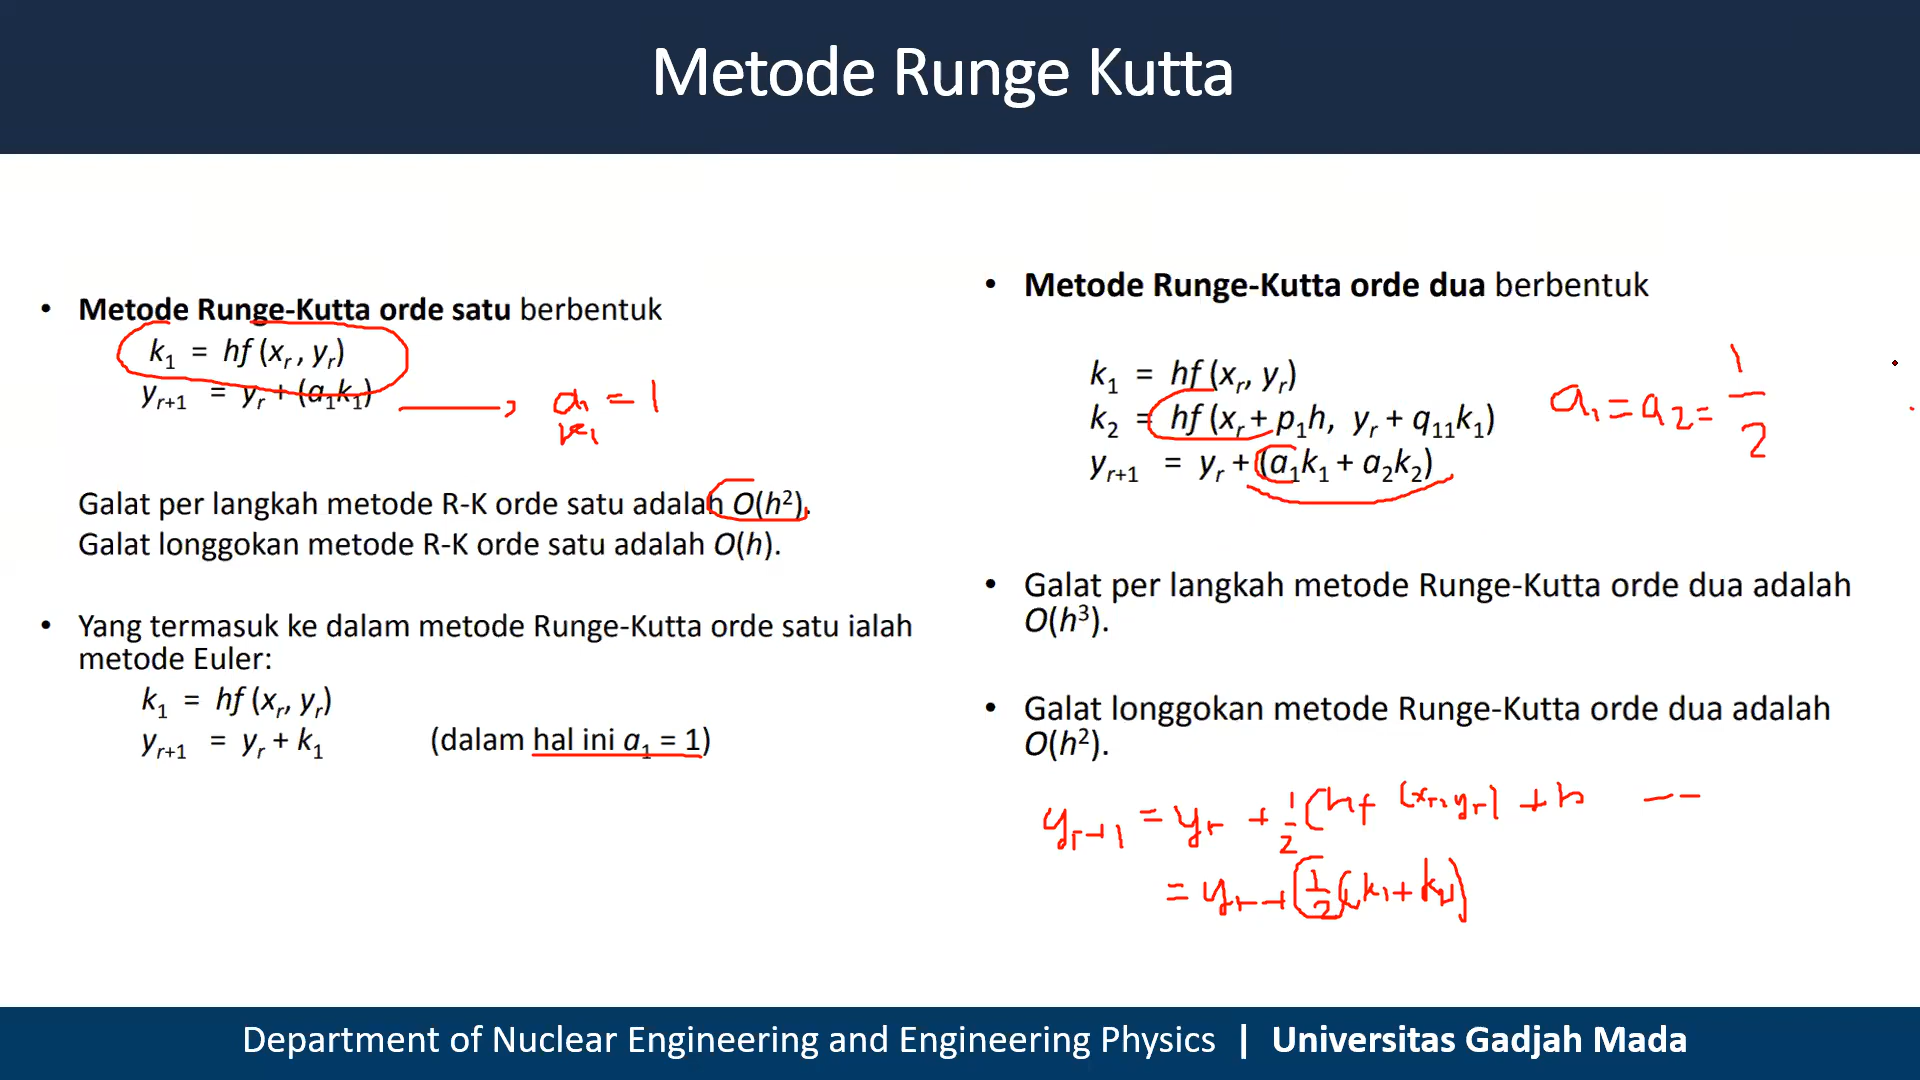 Metode Runge Kutta
• Metode Runge-Kutta orde satu berbentuk
k₁ = hf (xᵣ, yᵣ)
yᵣ₊₁ = yᵣ + (a₁k₁)
a₁ = 1
k₁
Galat per langkah metode R-K orde satu adalah O(h²).
Galat longgokan metode R-K orde satu adalah O(h).
• Yang termasuk ke dalam metode Runge-Kutta orde satu ialah
metode Euler:
k₁ = hf (xᵣ, yᵣ)
yᵣ₊₁ = yᵣ + k₁ (dalam hal ini a₁ = 1)
• Metode Runge-Kutta orde dua berbentuk
k₁ = hf (xᵣ, yᵣ)
k₂ = hf (xᵣ + p₁h, yᵣ + q₁₁k₁)
yᵣ₊₁ = yᵣ + (a₁k₁ + a₂k₂)
a₁ = a₂ = 1/2
• Galat per langkah metode Runge-Kutta orde dua adalah
O(h³).
• Galat longgokan metode Runge-Kutta orde dua adalah
O(h²).
yᵣ₊₁ = yᵣ + 1/2 (hf (xᵣ, yᵣ) + h --
= yᵣ + 1/2 (k₁ + k₂)
Department of Nuclear Engineering and Engineering Physics | Universitas Gadjah Mada